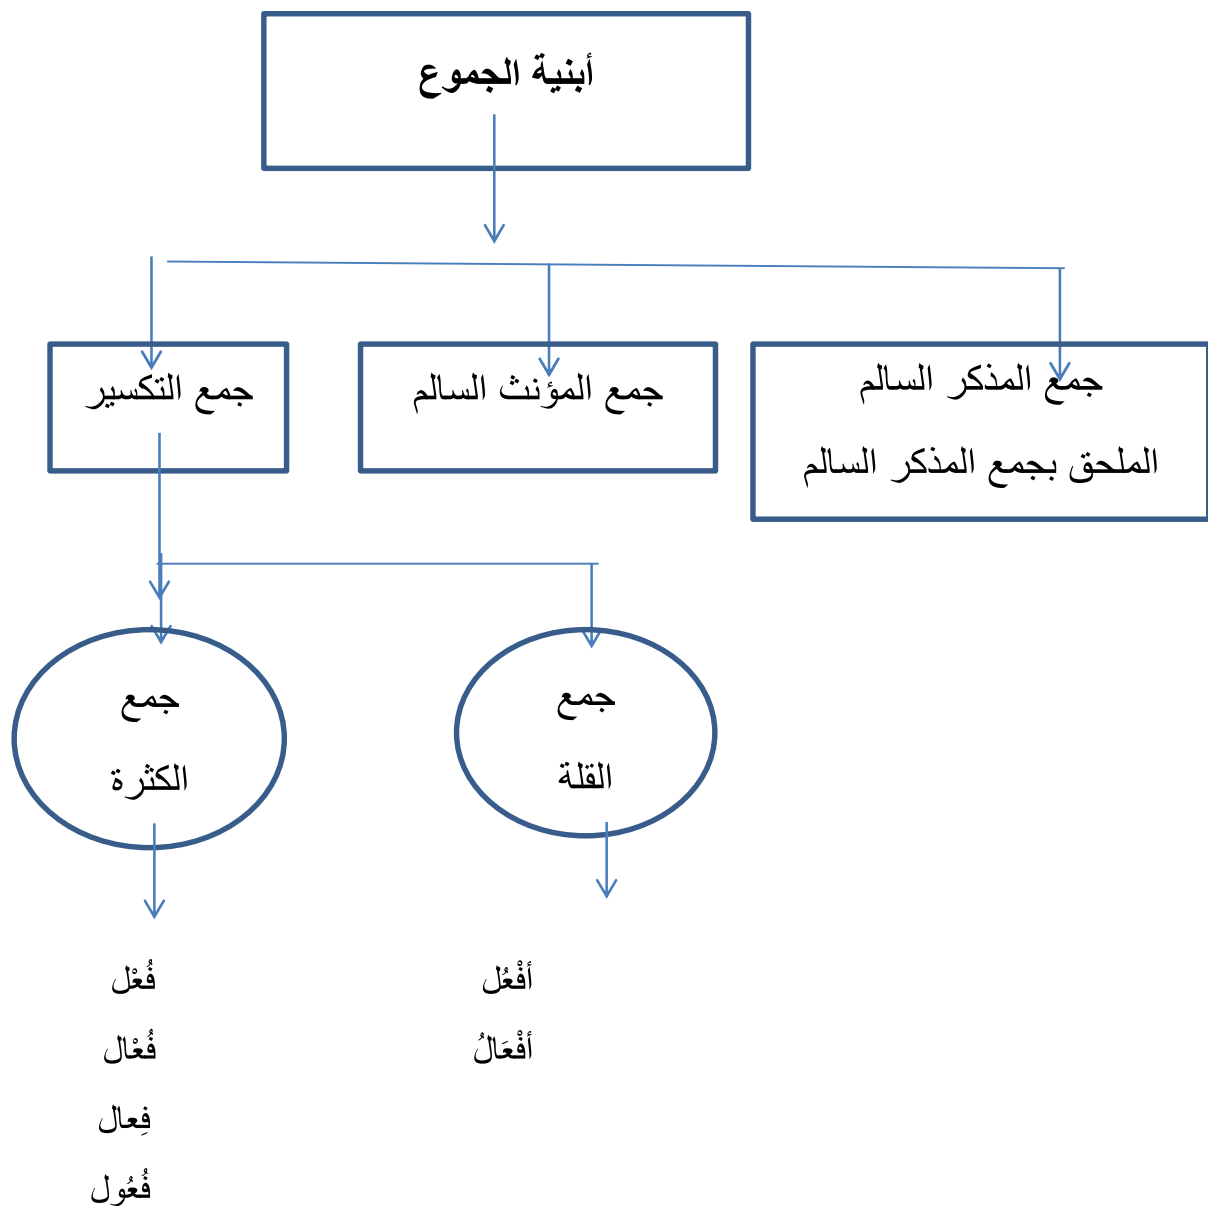 أبنية الجموع
جمع المذكر السالم
الملحق بجمع المذكر السالم
جمع المؤنث السالم
جمع التكسير
جمع
القلة
جمع
الكثرة
أفْعُل
أفْعَالُ
فُعْل
فُعْال
فِعال
فُعُول